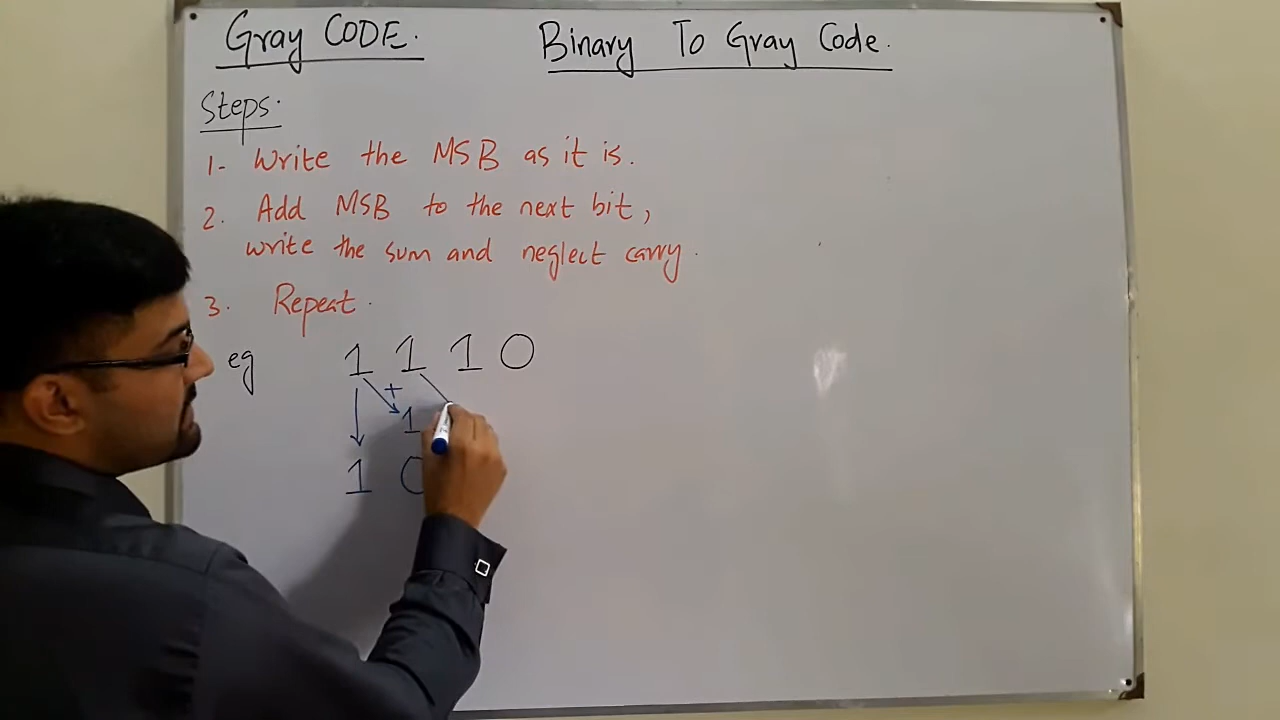 Gray CODE. Binary To Gray Code.
Steps.
1- Write the MSB as it is.
2. Add MSB to the next bit,
write the sum and neglect carry.
3. Repeat.
eg 1 1 1 0
+
1
1 0